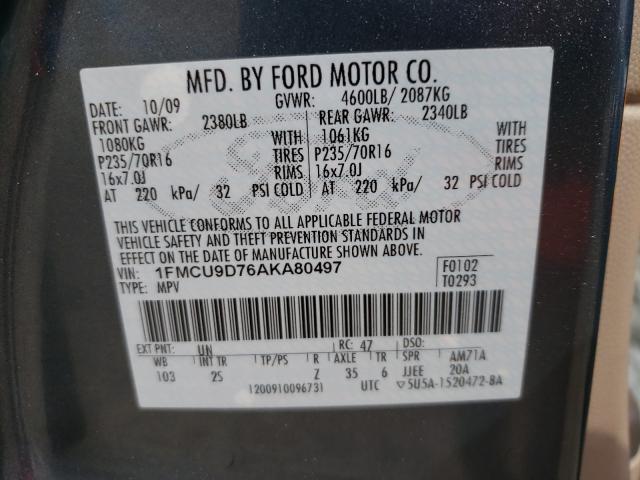 MFD. BY FORD MOTOR CO.
DATE: 10/09 GVWR: 4600LB/ 2087KG
FRONT GAWR: 2380LB REAR GAWR: 2340LB
1080KG WITH 1061KG WITH
P235/70R16 TIRES P235/70R16 TIRES
16x7.0J RIMS 16x7.0J RIMS
AT 220 kPa/ 32 PSI COLD AT 220 kPa/ 32 PSI COLD
THIS VEHICLE CONFORMS TO ALL APPLICABLE FEDERAL MOTOR
VEHICLE SAFETY AND THEFT PREVENTION STANDARDS IN
EFFECT ON THE DATE OF MANUFACTURE SHOWN ABOVE.
VIN: 1FMCU9D76AKA80497 F0102
TYPE: MPV T0293
EXT PNT: UN RC: 47 DSO:
WB INT TR TP/PS R AXLE TR SPR AM71A
103 2S Z 35 6 JJEE 20A
1200910096731 UTC ▽5U5A-1520472-BA
Ford